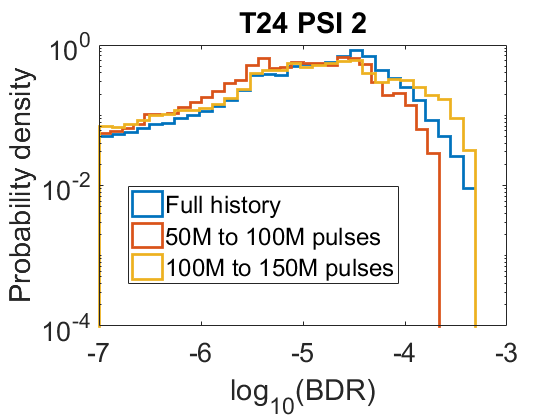 T24 PSI 2
Probability density
10^0
10^-2
10^-4
Full history
50M to 100M pulses
100M to 150M pulses
-7 -6 -5 -4 -3
log_10(BDR)